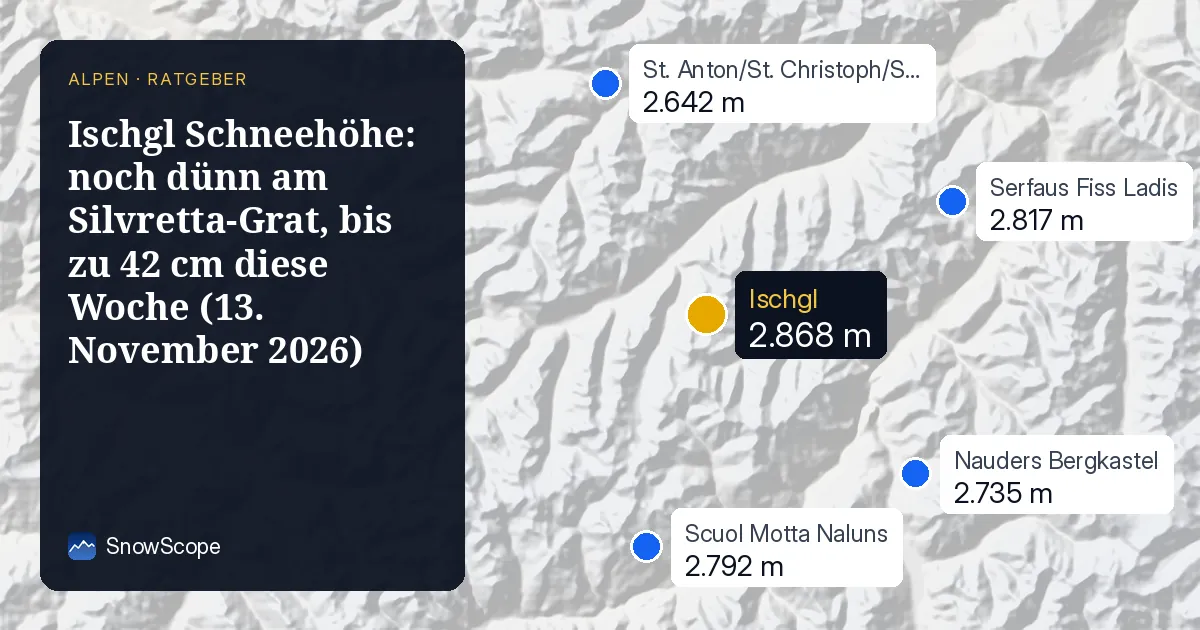 ALPEN · RATGEBER
Ischgl Schneehöhe:
noch dünn am
Silvretta-Grat, bis
zu 42 cm diese
Woche (13.
November 2026)
SnowScope
St. Anton/St. Christoph/S...
2.642 m
Serfaus Fiss Ladis
2.817 m
Ischgl
2.868 m
Nauders Bergkastel
2.735 m
Scuol Motta Naluns
2.792 m